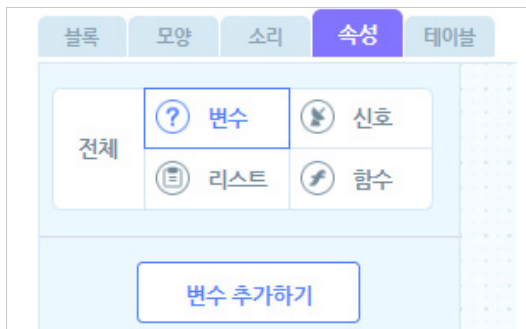 블록 모양 소리 속성 테이블
전체
변수 신호
리스트 함수
변수 추가하기